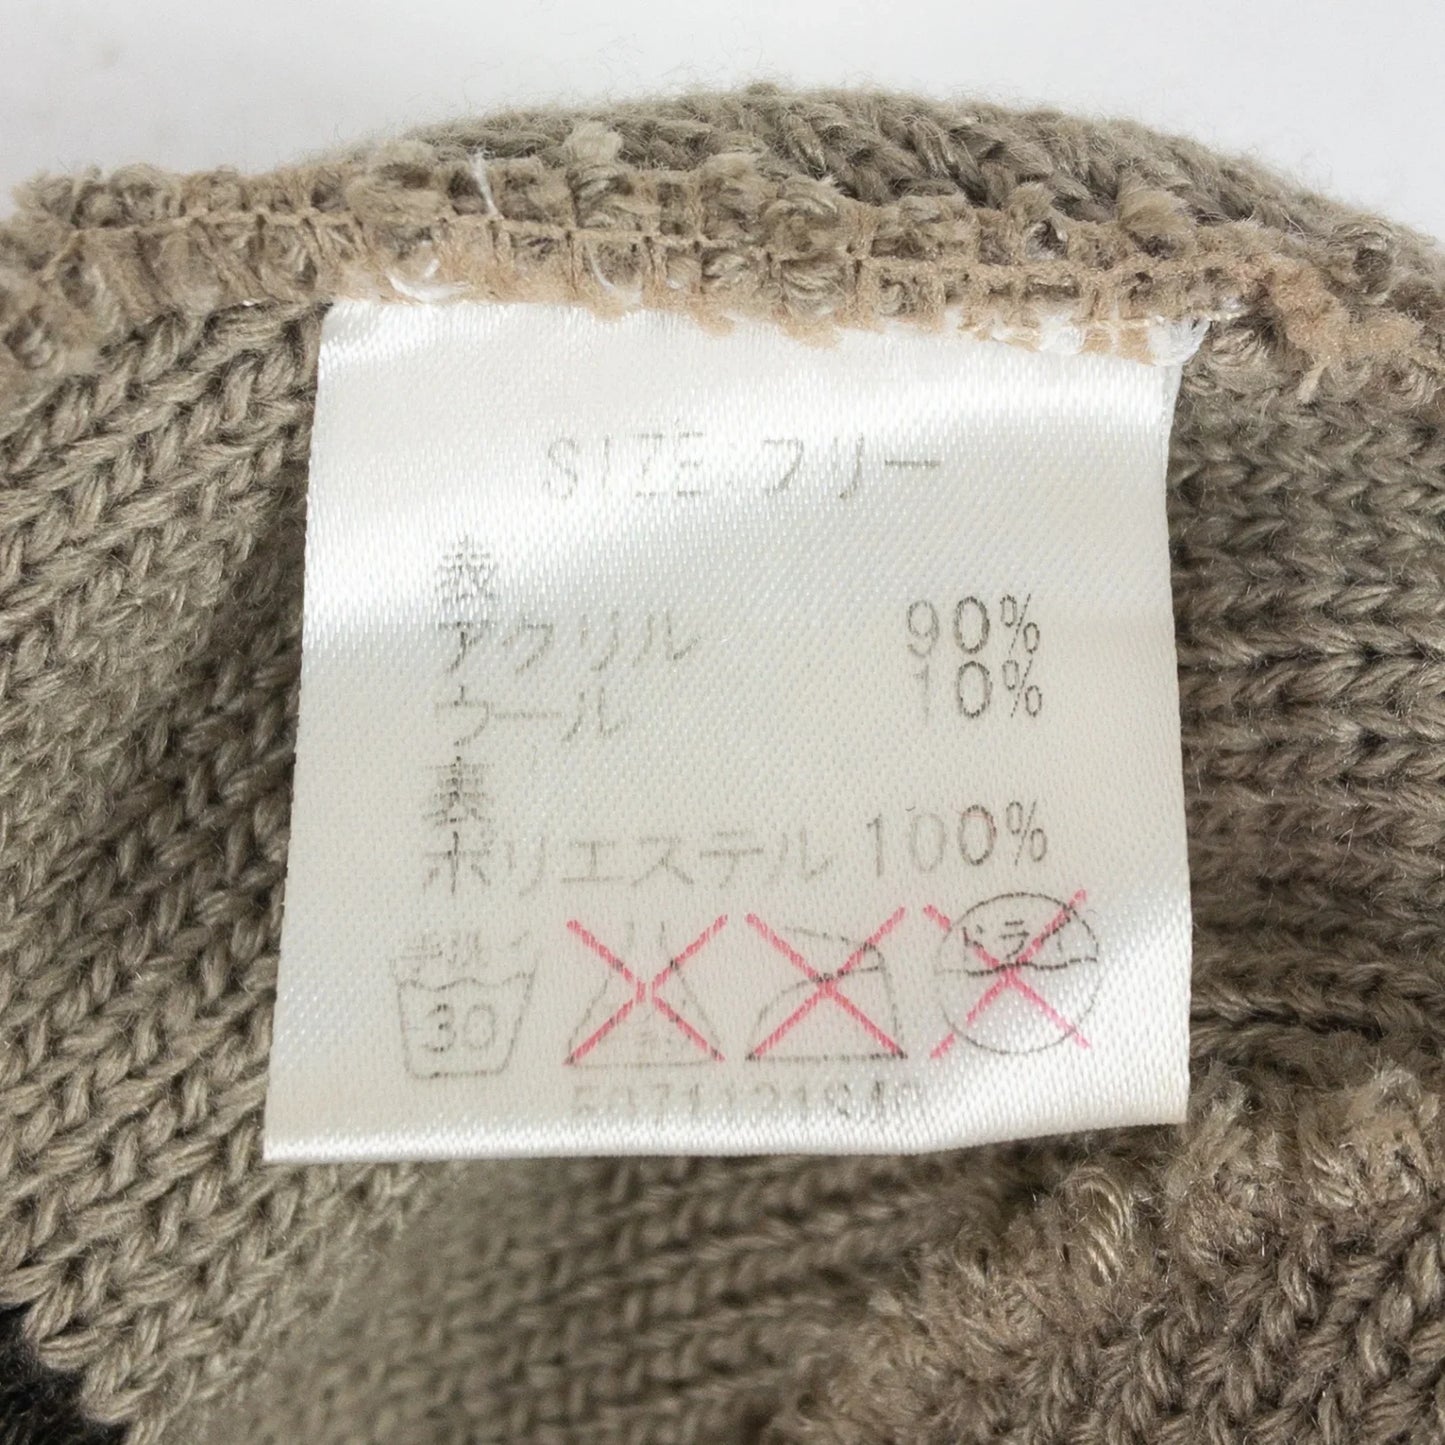 SIZE フリー
表
アクリル 90%
ウール 10%
裏
ポリエステル 100%
手洗イ
30
ドライ